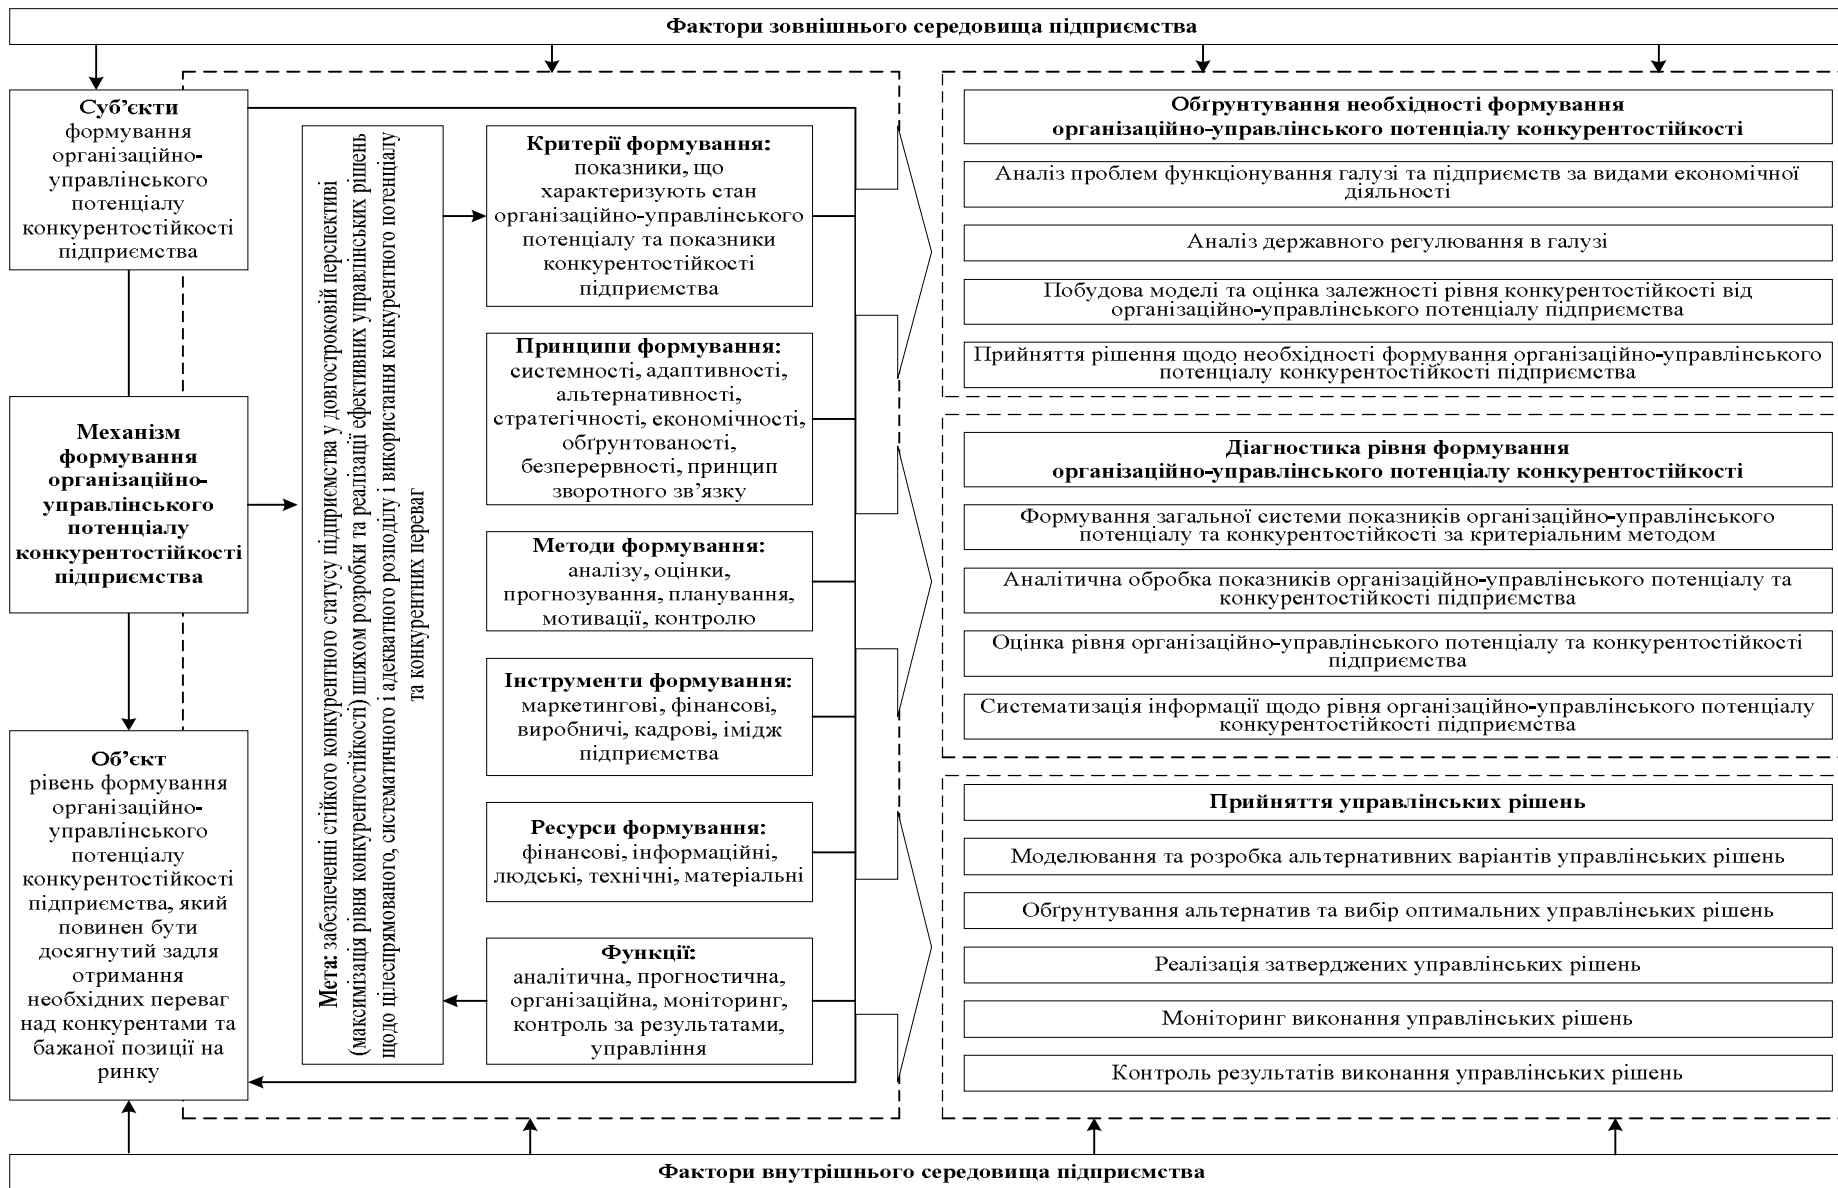 Фактори зовнішнього середовища підприємства
Суб’єкти
формування
організаційно-
управлінського
потенціалу
конкурентостійкості
підприємства
Механізм
формування
організаційно-
управлінського
потенціалу
конкурентостійкості
підприємства
Об’єкт
рівень формування
організаційно-
управлінського
потенціалу
конкурентостійкості
підприємства, який
повинен бути
досягнутий задля
отримання
необхідних переваг
над конкурентами та
бажаної позиції на
ринку
Мета: забезпеченні стійкого конкурентного статусу підприємства у довгостроковій перспективі
(максимізація рівня конкурентостійкості) шляхом розробки та реалізації ефективних управлінських рішень
щодо цілеспрямованого, систематичного і адекватного розподілу і використання конкурентного потенціалу
та конкурентних переваг
Критерії формування:
показники, що
характеризують стан
організаційно-управлінського
потенціалу та показники
конкурентостійкості
підприємства
Принципи формування:
системності, адаптивності,
альтернативності,
стратегічності, економічності,
обґрунтованості,
безперервності, принцип
зворотного зв’язку
Методи формування:
аналізу, оцінки,
прогнозування, планування,
мотивації, контролю
Інструменти формування:
маркетингові, фінансові,
виробничі, кадрові, імідж
підприємства
Ресурси формування:
фінансові, інформаційні,
людські, технічні, матеріальні
Функції:
аналітична, прогностична,
організаційна, моніторинг,
контроль за результатами,
управління
Обґрунтування необхідності формування
організаційно-управлінського потенціалу конкурентостійкості
Аналіз проблем функціонування галузі та підприємств за видами економічної
діяльності
Аналіз державного регулювання в галузі
Побудова моделі та оцінка залежності рівня конкурентостійкості від
організаційно-управлінського потенціалу підприємства
Прийняття рішення щодо необхідності формування організаційно-управлінського
потенціалу конкурентостійкості підприємства
Діагностика рівня формування
організаційно-управлінського потенціалу конкурентостійкості
Формування загальної системи показників організаційно-управлінського
потенціалу та конкурентостійкості за критеріальним методом
Аналітична обробка показників організаційно-управлінського потенціалу та
конкурентостійкості підприємства
Оцінка рівня організаційно-управлінського потенціалу та конкурентостійкості
підприємства
Систематизація інформації щодо рівня організаційно-управлінського потенціалу
конкурентостійкості підприємства
Прийняття управлінських рішень
Моделювання та розробка альтернативних варіантів управлінських рішень
Обґрунтування альтернатив та вибір оптимальних управлінських рішень
Реалізація затверджених управлінських рішень
Моніторинг виконання управлінських рішень
Контроль результатів виконання управлінських рішень
Фактори внутрішнього середовища підприємства